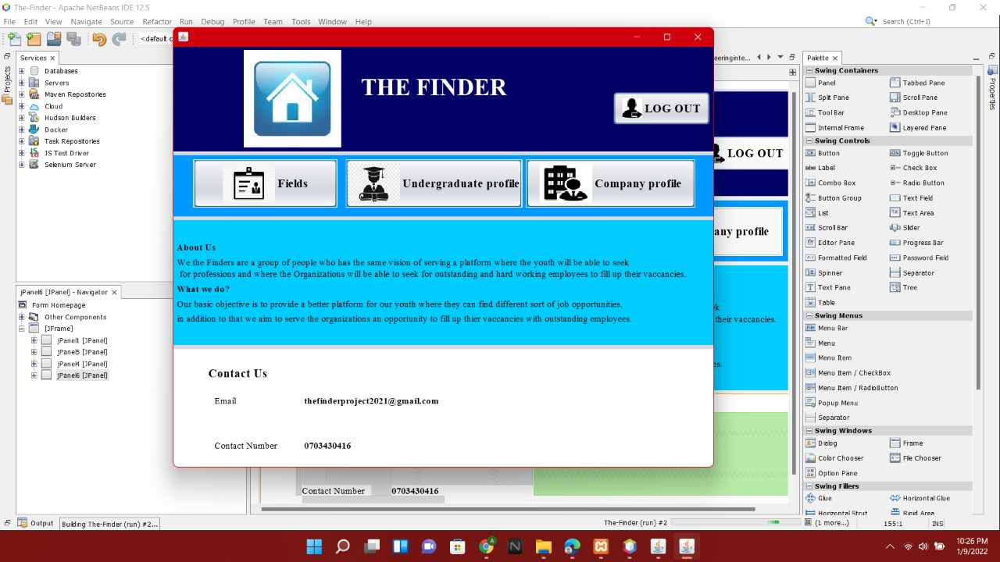 The-Finder - Apache NetBeans IDE 12.5
File Edit View Navigate Source Refactor Run Debug Profile Team Tools Window Help
Search (Ctrl+I)
<default c
Services
Databases
Servers
Maven Repositories
Cloud
Hudson Builders
Docker
Task Repositories
JS Test Driver
Selenium Server
Projects
jPanel6 [JPanel] - Navigator
Form Homepage
Other Components
[JFrame]
jPanel1 [JPanel]
jPanel5 [JPanel]
jPanel4 [JPanel]
jPanel6 [JPanel]
THE FINDER
LOG OUT
Fields
Undergraduate profile
Company profile
About Us
We the Finders are a group of people who has the same vision of serving a platform where the youth will be able to seek
for professions and where the Organizations will be able to seek for outstanding and hard working employees to fill up their vaccancies.
What we do?
Our basic objective is to provide a better platform for our youth where they can find different sort of job opportunities,
in addition to that we aim to serve the organizations an opportunity to fill up thier vaccancies with outstanding employees.
Contact Us
Email thefinderproject2021@gmail.com
Contact Number 0703430416
eeringinte...
LOG OUT
any profile
ek
their vaccancies.
es.
Contact Number 0703430416
Palette
Swing Containers
Panel Tabbed Pane
Split Pane Scroll Pane
Tool Bar Desktop Pane
Internal Frame Layered Pane
Swing Controls
Button Toggle Button
label Label Check Box
Combo Box Radio Button
Button Group Text Field
List Text Area
Scroll Bar Slider
Editor Pane Progress Bar
Formatted Field Password Field
Spinner Separator
Text Pane Tree
Table
Swing Menus
Menu Bar
Menu
Menu Item
Menu Item / CheckBox
Menu Item / RadioButton
Popup Menu
Separator
Swing Windows
Dialog Frame
Color Chooser File Chooser
Option Pane
Swing Fillers
Glue Horizontal Glue
Horizontal Strut Rigid Area
Properties
Output
Building The-Finder (run) #2...
The-Finder (run) #2
(1 more...)
155:1
INS
10:26 PM
1/9/2022